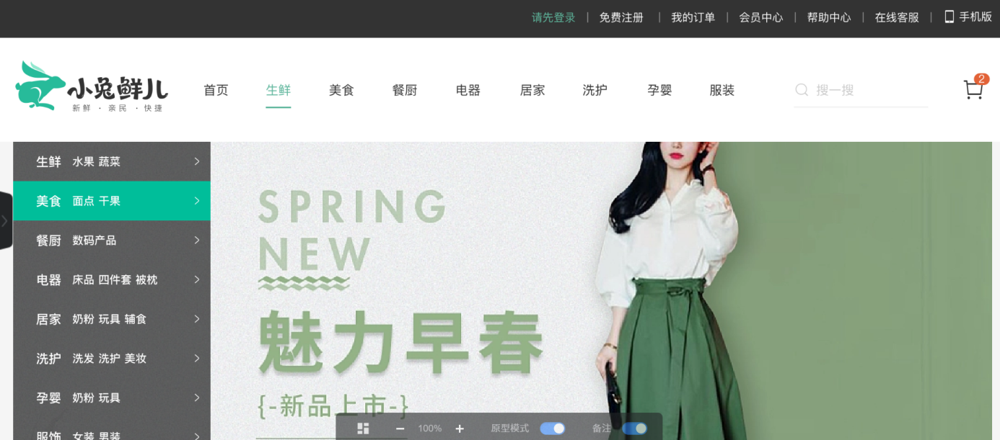 请先登录 | 免费注册 | 我的订单 | 会员中心 | 帮助中心 | 在线客服 | 手机版
小兔鲜儿
新鲜 · 亲民 · 快捷
首页 生鲜 美食 餐厨 电器 居家 洗护 孕婴 服装 搜一搜 2
生鲜 水果 蔬菜
美食 面点 干果
餐厨 数码产品
电器 床品 四件套 被枕
居家 奶粉 玩具 辅食
洗护 洗发 洗护 美妆
孕婴 奶粉 玩具
服饰 女装 男装
SPRING
NEW
魅力早春
{-新品上市-}
100% 原型模式 备注